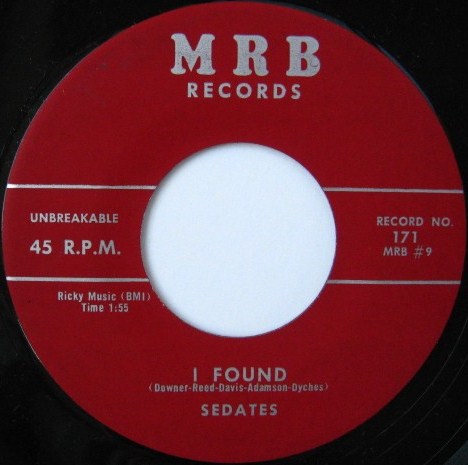 MRB
RECORDS
UNBREAKABLE
45 R.P.M.
RECORD NO.
171
MRB #9
Ricky Music (BMI)
Time 1:55
I FOUND
(Downer-Reed-Davis-Adamson-Dyches)
SEDATES